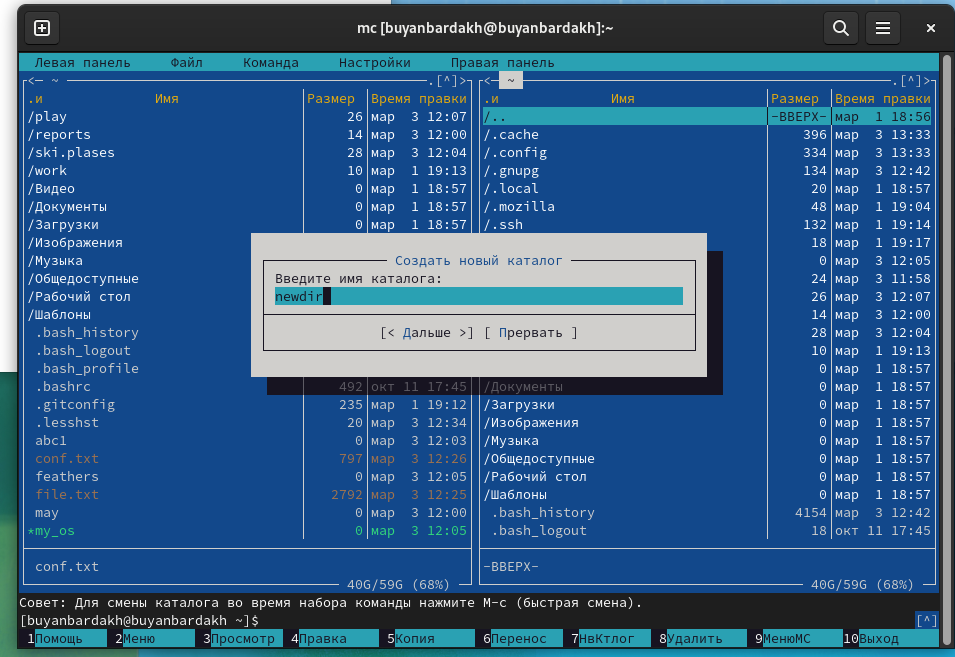 mc [buyanbardakh@buyanbardakh]:~
Левая панель Файл Команда Настройки Правая панель
<─ ~ .[^]> <─ ~ .[^]>
.и Имя Размер Время правки .и Имя Размер Время правки
/play 26 мар 3 12:07 /.. -ВВЕРХ- мар 1 18:56
/reports 14 мар 3 12:00 /.cache 396 мар 3 13:33
/ski.plases 28 мар 3 12:04 /.config 334 мар 3 13:33
/work 10 мар 1 19:13 /.gnupg 134 мар 3 12:42
/Видео 0 мар 1 18:57 /.local 20 мар 1 18:57
/Документы 0 мар 1 18:57 /.mozilla 48 мар 1 19:04
/Загрузки 0 мар 1 18:57 /.ssh 132 мар 1 19:14
/Изображения 18 мар 1 19:17
/Музыка Создать новый каталог 0 мар 3 12:05
/Общедоступные Введите имя каталога: 24 мар 3 11:58
/Рабочий стол newdir 26 мар 3 12:07
/Шаблоны 14 мар 3 12:00
.bash_history [< Дальше >] [ Прервать ] 28 мар 3 12:04
.bash_logout 10 мар 1 19:13
.bash_profile 0 мар 1 18:57
.bashrc 492 окт 11 17:45 /Документы 0 мар 1 18:57
.gitconfig 235 мар 1 19:12 /Загрузки 0 мар 1 18:57
.lesshst 20 мар 3 12:34 /Изображения 0 мар 1 18:57
abc1 0 мар 3 12:03 /Музыка 0 мар 1 18:57
conf.txt 797 мар 3 12:26 /Общедоступные 0 мар 1 18:57
feathers 0 мар 3 12:05 /Рабочий стол 0 мар 1 18:57
file.txt 2792 мар 3 12:25 /Шаблоны 0 мар 1 18:57
may 0 мар 3 12:00 .bash_history 4154 мар 3 12:42
*my_os 0 мар 3 12:05 .bash_logout 18 окт 11 17:45
conf.txt -ВВЕРХ-
40G/59G (68%) 40G/59G (68%)
Совет: Для смены каталога во время набора команды нажмите M-c (быстрая смена).
[buyanbardakh@buyanbardakh ~]$ [^]
1Помощь 2Меню 3Просмотр 4Правка 5Копия 6Перенос 7НвКтлог 8Удалить 9МенюМС 10Выход